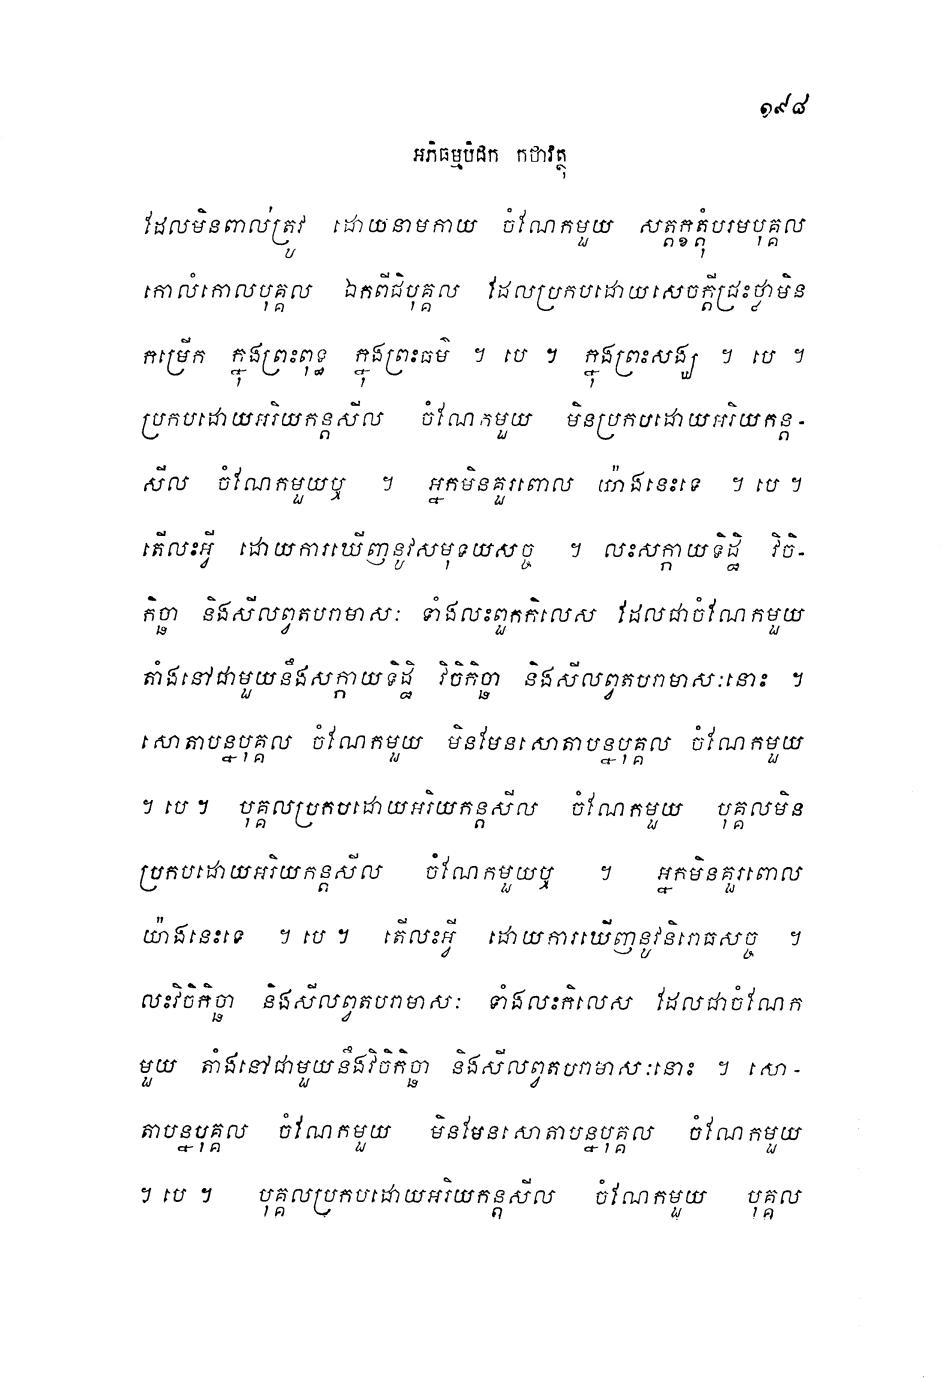 ១៩៨
អភិធម្មបិដក កថាវត្ថុ
ដែលមិនពាល់ត្រូវ ដោយនាមកាយ ចំណែកមួយ សត្តក្ខត្តុំបរមបុគ្គល
កោលំកោលបុគ្គល ឯកពីជិបុគ្គល ដែលប្រកបដោយសេចក្តីជ្រះថ្លាមិន
កម្រើក ក្នុងព្រះពុទ្ធ ក្នុងព្រះធម៌ ។ បេ ។ ក្នុងព្រះសង្ឃ ។ បេ ។
ប្រកបដោយអរិយកន្តសីល ចំណែកមួយ មិនប្រកបដោយអរិយកន្ត-
សីល ចំណែកមួយឬ ។ អ្នកមិនគួរពោល យ៉ាងនេះទេ ។ បេ ។
តើលះអ្វី ដោយការឃើញនូវសមុទយសច្ច ។ លះសក្កាយទិដ្ឋិ វិចិ-
កិច្ឆា និងសីលព្វតបរាមាសៈ ទាំងលះពួកកិលេស ដែលជាចំណែកមួយ
តាំងនៅជាមួយនឹងសក្កាយទិដ្ឋិ វិចិកិច្ឆា និងសីលព្វតបរាមាសៈនោះ ។
សោតាបន្នបុគ្គល ចំណែកមួយ មិនមែនសោតាបន្នបុគ្គល ចំណែកមួយ
។ បេ ។ បុគ្គលប្រកបដោយអរិយកន្តសីល ចំណែកមួយ បុគ្គលមិន
ប្រកបដោយអរិយកន្តសីល ចំណែកមួយឬ ។ អ្នកមិនគួរពោល
យ៉ាងនេះទេ ។ បេ ។ តើលះអ្វី ដោយការឃើញនូវនិរោធសច្ច ។
លះវិចិកិច្ឆា និងសីលព្វតបរាមាសៈ ទាំងលះកិលេស ដែលជាចំណែក
មួយ តាំងនៅជាមួយនឹងវិចិកិច្ឆា និងសីលព្វតបរាមាសៈនោះ ។ សោ-
តាបន្នបុគ្គល ចំណែកមួយ មិនមែនសោតាបន្នបុគ្គល ចំណែកមួយ
។ បេ ។ បុគ្គលប្រកបដោយអរិយកន្តសីល ចំណែកមួយ បុគ្គល